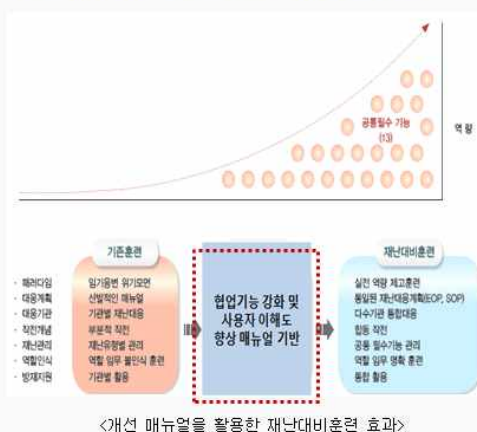 공통필수 기능
(13)
역 량
기존훈련
재난대비훈련
· 패러다임
· 대응계획
· 대응기관
· 작전개념
· 재난관리
· 역할인식
· 방재지원
임기응변 위기모면
산발적인 매뉴얼
기관별 재난대응
부분적 작전
재난유형별 관리
역할 임무 불인식 훈련
기관별 활용
협업기능 강화 및
사용자 이해도
향상 매뉴얼 기반
실전 역량 제고훈련
통일된 재난대응계획(EOP, SOP)
다수기관 통합대응
합동 작전
공통 필수기능 관리
역할 임무 명확 훈련
통합 활용
<개선 매뉴얼을 활용한 재난대비훈련 효과>